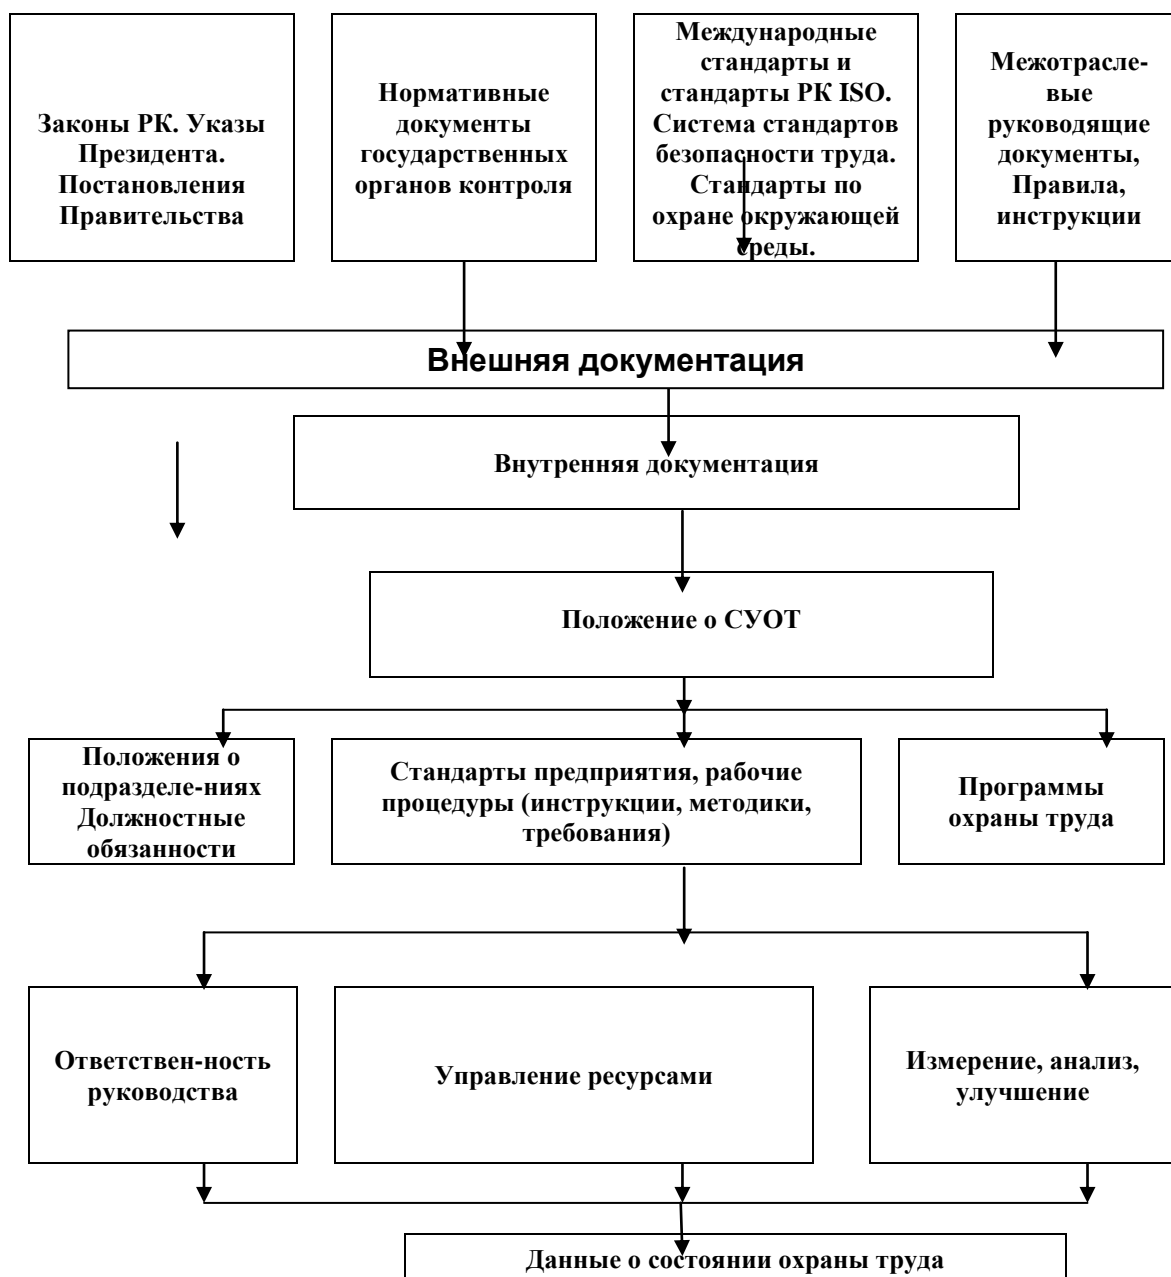 Законы РК. Указы
Президента.
Постановления
Правительства
Нормативные
документы
государственных
органов контроля
Международные
стандарты и
стандарты РК ISO.
Система стандартов
безопасности труда.
Стандарты по
охране окружающей
среды.
Межотрасле-
вые
руководящие
документы,
Правила,
инструкции
Внешняя документация
Внутренняя документация
Положение о СУОТ
Положения о
подразделе-ниях
Должностные
обязанности
Стандарты предприятия, рабочие
процедуры (инструкции, методики,
требования)
Программы
охраны труда
Ответствен-ность
руководства
Управление ресурсами
Измерение, анализ,
улучшение
Данные о состоянии охраны труда